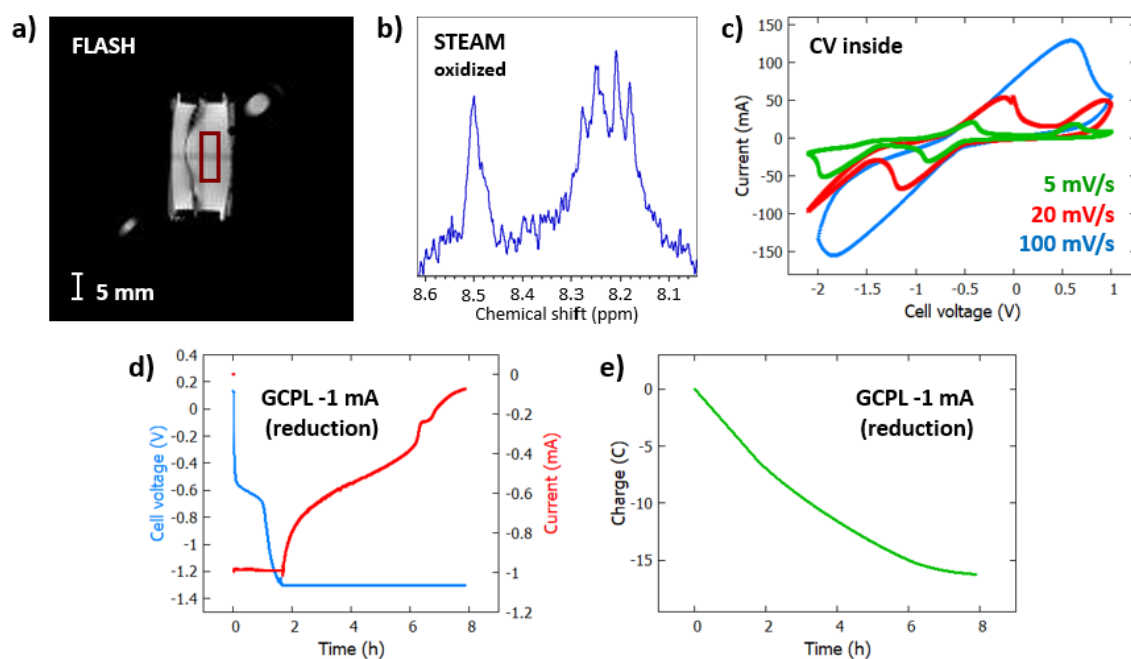 a)
FLASH
5 mm
b)
STEAM
oxidized
8.6 8.5 8.4 8.3 8.2 8.1
Chemical shift (ppm)
c)
CV inside
150
100
50
0
-50
-100
-150
Current (mA)
5 mV/s
20 mV/s
100 mV/s
-2 -1.5 -1 -0.5 0 0.5 1
Cell voltage (V)
d)
GCPL -1 mA
(reduction)
0.4
0.2
0
-0.2
-0.4
-0.6
-0.8
-1
-1.2
-1.4
Cell voltage (V)
0
-0.2
-0.4
-0.6
-0.8
-1
-1.2
Current (mA)
0 2 4 6 8
Time (h)
e)
GCPL -1 mA
(reduction)
0
-5
-10
-15
Charge (C)
0 2 4 6 8
Time (h)